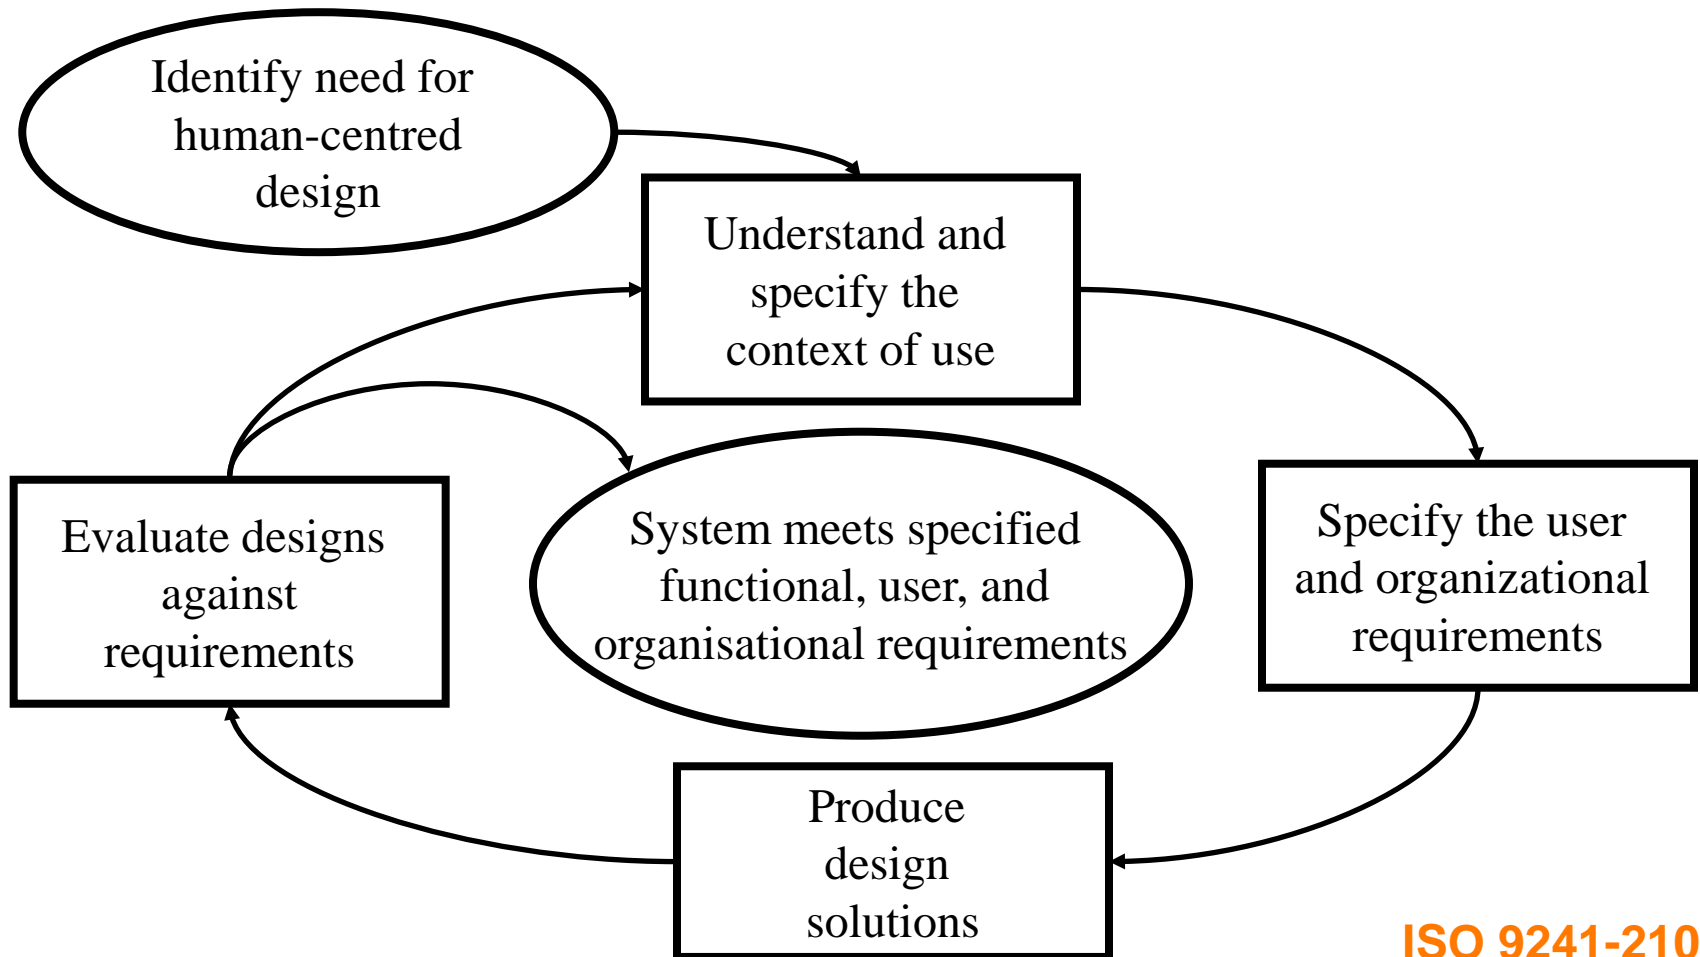 Identify need for
human-centred
design
Understand and
specify the
context of use
Evaluate designs
against
requirements
System meets specified
functional, user, and
organisational requirements
Specify the user
and organizational
requirements
Produce
design
solutions
ISO 9241-210